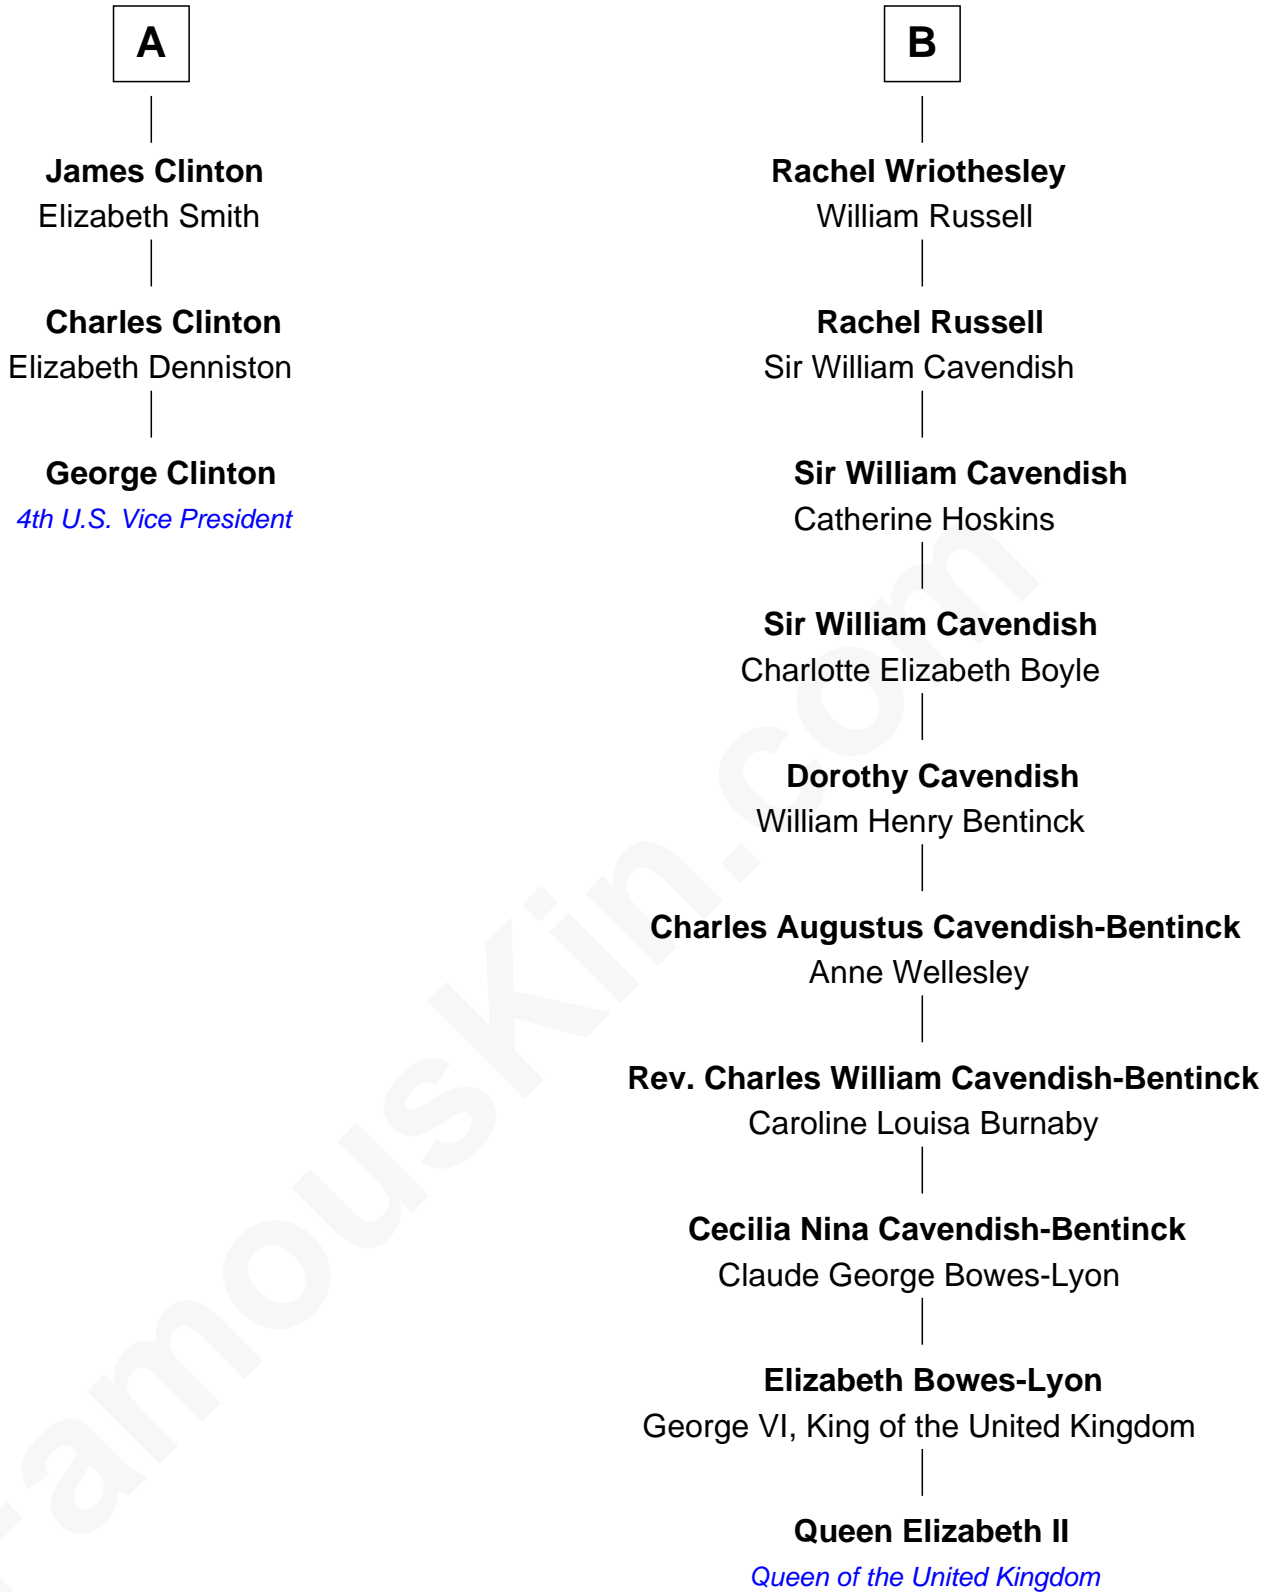 A
James Clinton
Elizabeth Smith
Charles Clinton
Elizabeth Denniston
George Clinton
4th U.S. Vice President
B
Rachel Wriothesley
William Russell
Rachel Russell
Sir William Cavendish
Sir William Cavendish
Catherine Hoskins
Sir William Cavendish
Charlotte Elizabeth Boyle
Dorothy Cavendish
William Henry Bentinck
Charles Augustus Cavendish-Bentinck
Anne Wellesley
Rev. Charles William Cavendish-Bentinck
Caroline Louisa Burnaby
Cecilia Nina Cavendish-Bentinck
Claude George Bowes-Lyon
Elizabeth Bowes-Lyon
George VI, King of the United Kingdom
Queen Elizabeth II
Queen of the United Kingdom
FamousKin.com